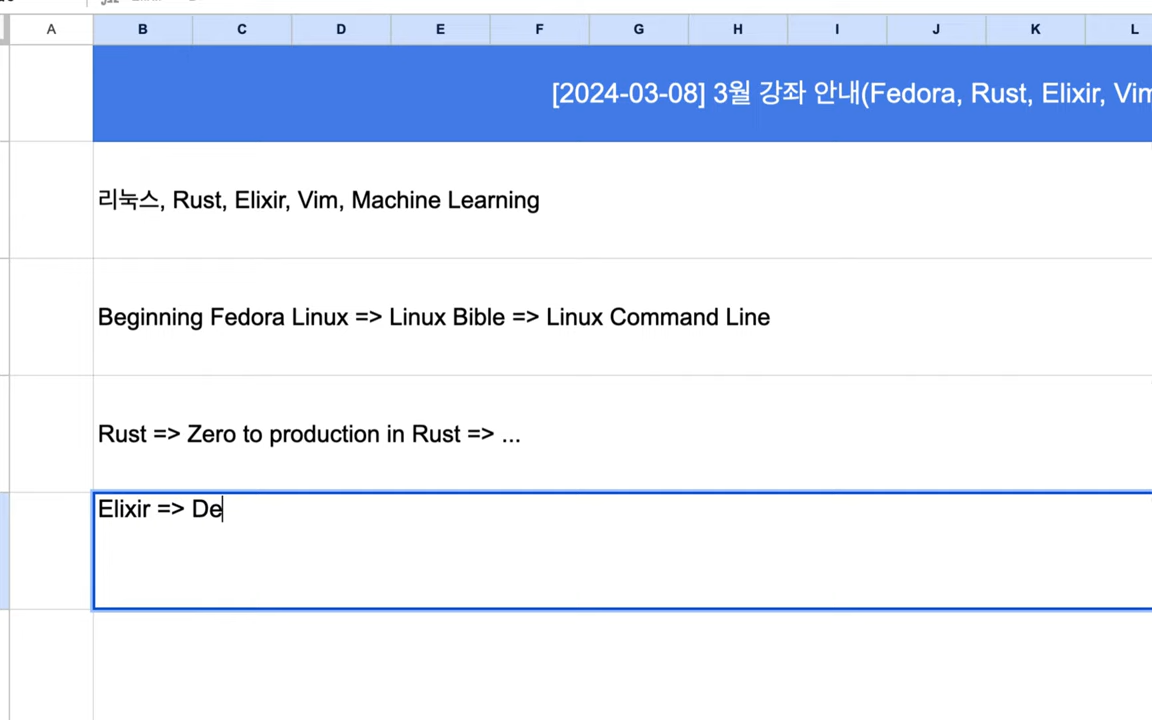 A B C D E F G H I J K L
[2024-03-08] 3월 강좌 안내(Fedora, Rust, Elixir, Vim
리눅스, Rust, Elixir, Vim, Machine Learning
Beginning Fedora Linux => Linux Bible => Linux Command Line
Rust => Zero to production in Rust => ...
Elixir => De